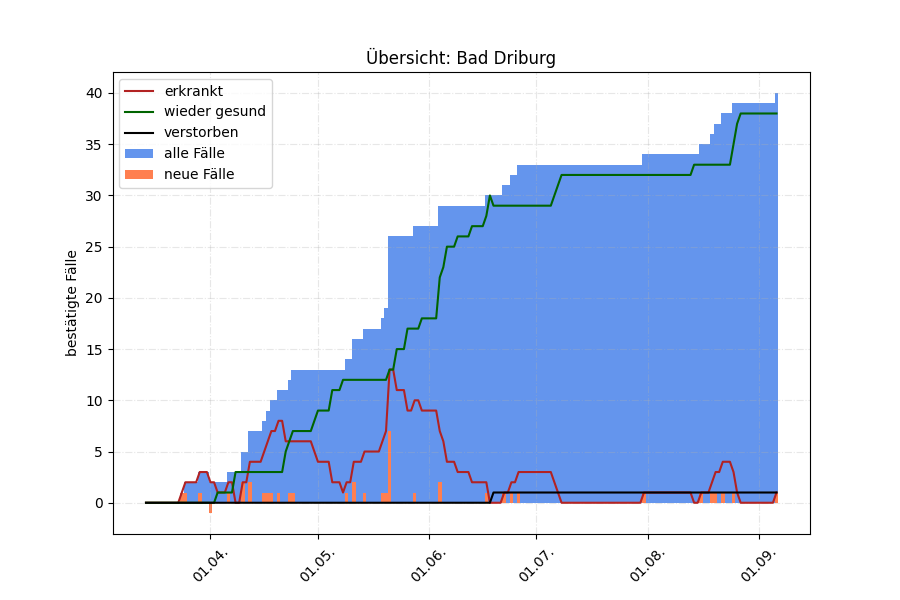 Übersicht: Bad Driburg
erkrankt
wieder gesund
verstorben
alle Fälle
neue Fälle
bestätigte Fälle
40
35
30
25
20
15
10
5
0
01.04.
01.05.
01.06.
01.07.
01.08.
01.09.